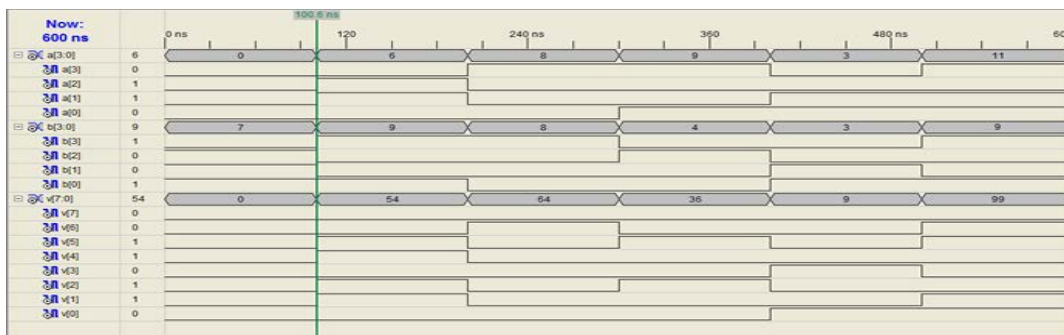 100.6 ns
Now:
600 ns
0 ns 120 240 ns 360 480 ns 60
a[3:0] 6 0 6 8 9 3 11
a[3] 0
a[2] 1
a[1] 1
a[0] 0
b[3:0] 9 7 9 8 4 3 9
b[3] 1
b[2] 0
b[1] 0
b[0] 1
v[7:0] 54 0 54 64 36 9 99
v[7] 0
v[6] 0
v[5] 1
v[4] 1
v[3] 0
v[2] 1
v[1] 1
v[0] 0